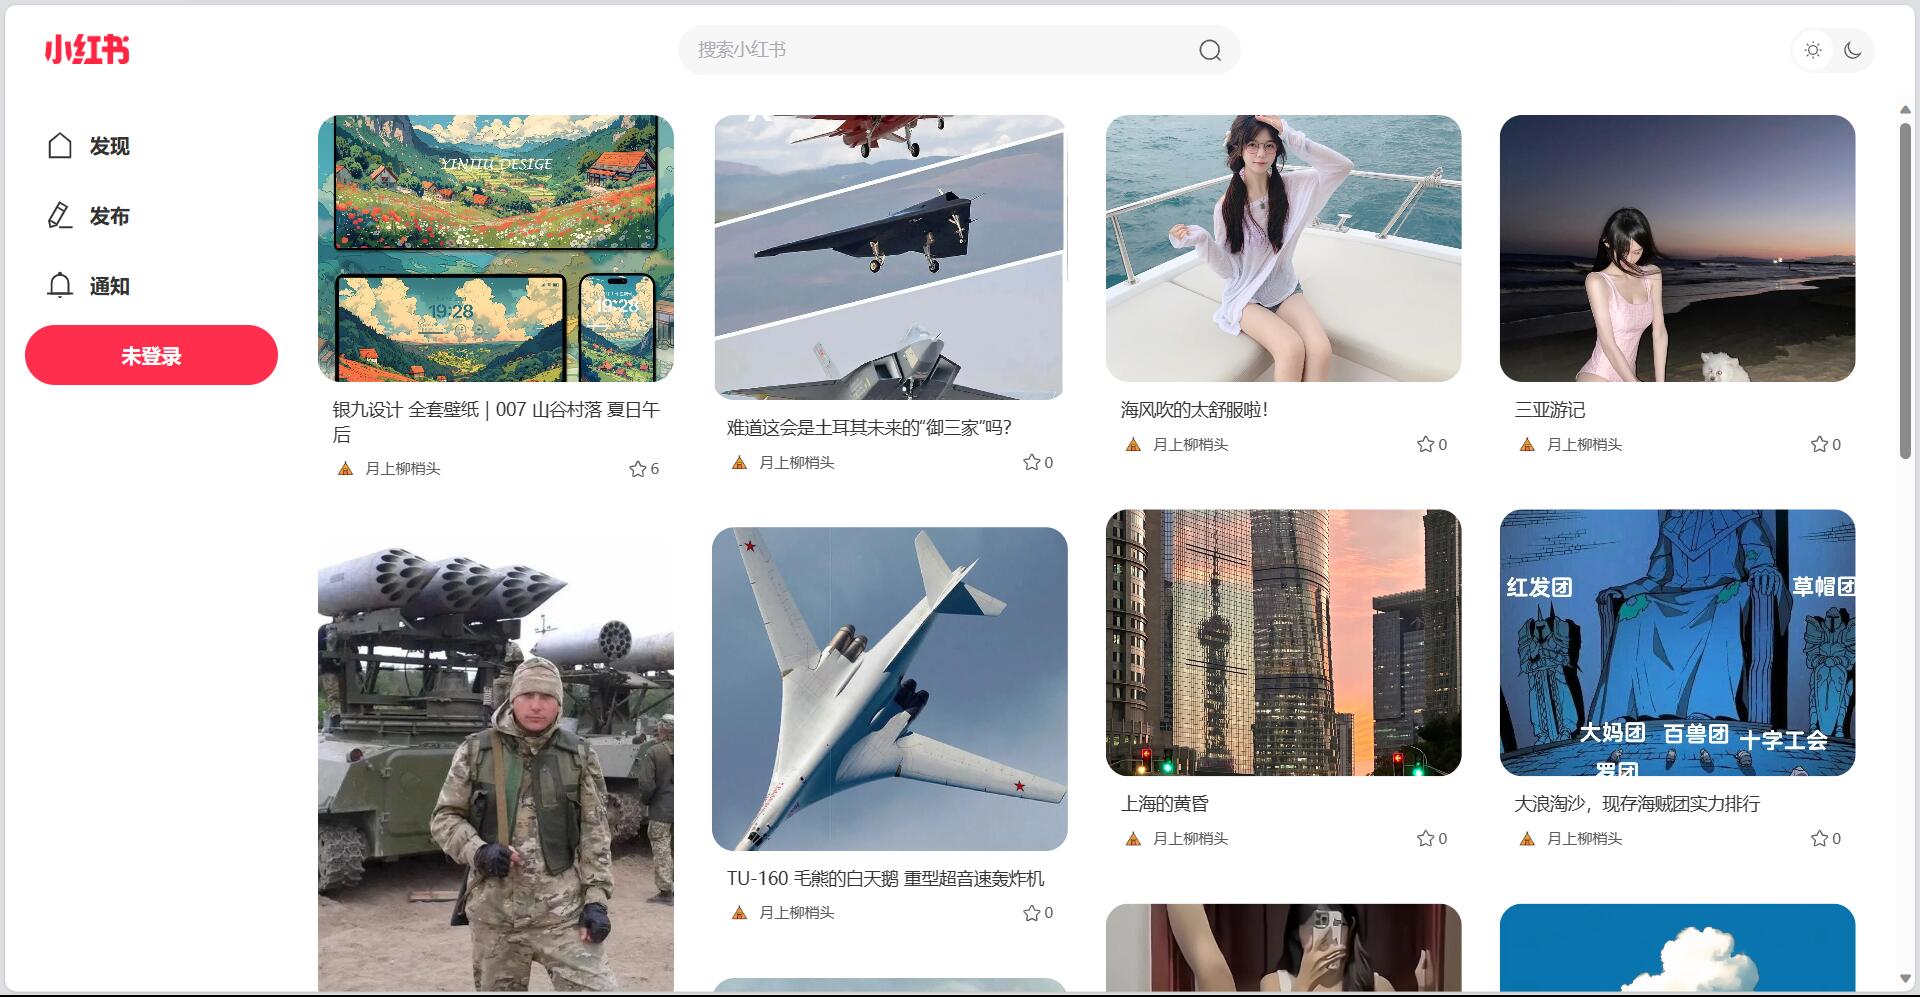 小红书
搜索小红书
发现
发布
通知
未登录
YINJIU DESIGE
19:28
19:28
银九设计 全套壁纸 | 007 山谷村落 夏日午
后
月上柳梢头
6
难道这会是土耳其未来的“御三家”吗?
月上柳梢头
0
海风吹的太舒服啦!
月上柳梢头
0
三亚游记
月上柳梢头
0
TU-160 毛熊的白天鹅 重型超音速轰炸机
月上柳梢头
0
上海的黄昏
月上柳梢头
0
红发团
草帽团
大妈团
百兽团
十字工会
大浪淘沙，现存海贼团实力排行
月上柳梢头
0